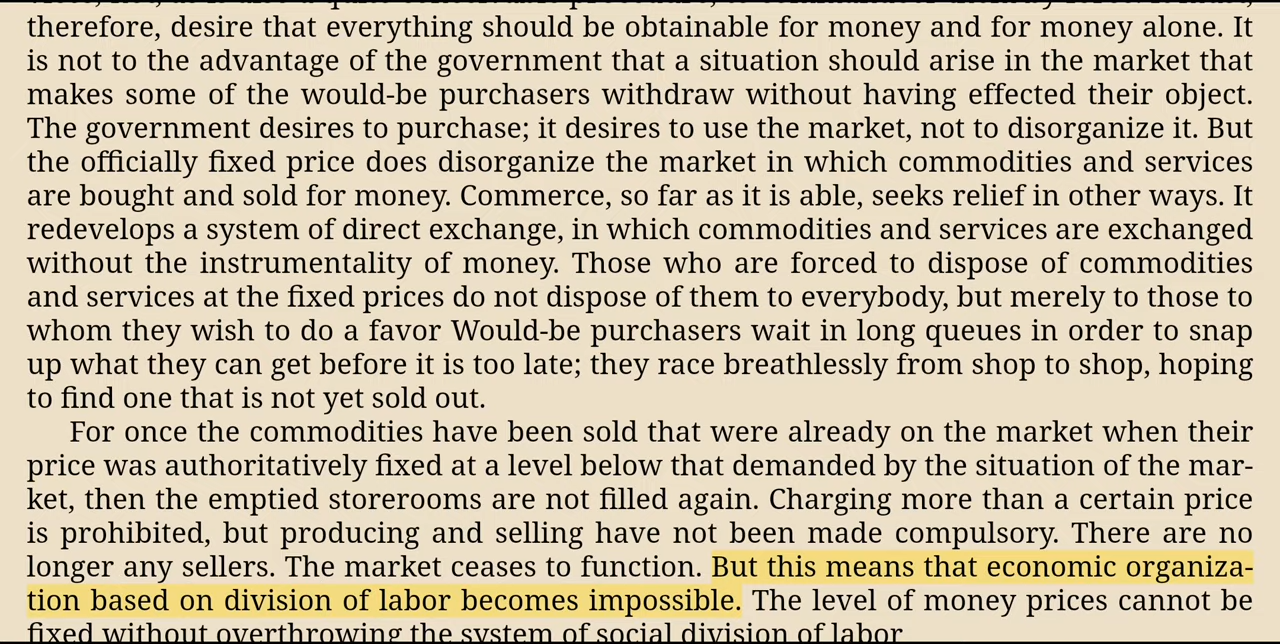 therefore, desire that everything should be obtainable for money and for money alone. It
is not to the advantage of the government that a situation should arise in the market that
makes some of the would-be purchasers withdraw without having effected their object.
The government desires to purchase; it desires to use the market, not to disorganize it. But
the officially fixed price does disorganize the market in which commodities and services
are bought and sold for money. Commerce, so far as it is able, seeks relief in other ways. It
redevelops a system of direct exchange, in which commodities and services are exchanged
without the instrumentality of money. Those who are forced to dispose of commodities
and services at the fixed prices do not dispose of them to everybody, but merely to those to
whom they wish to do a favor Would-be purchasers wait in long queues in order to snap
up what they can get before it is too late; they race breathlessly from shop to shop, hoping
to find one that is not yet sold out.
For once the commodities have been sold that were already on the market when their
price was authoritatively fixed at a level below that demanded by the situation of the mar-
ket, then the emptied storerooms are not filled again. Charging more than a certain price
is prohibited, but producing and selling have not been made compulsory. There are no
longer any sellers. The market ceases to function. But this means that economic organiza-
tion based on division of labor becomes impossible. The level of money prices cannot be
fixed without overthrowing the system of social division of labor